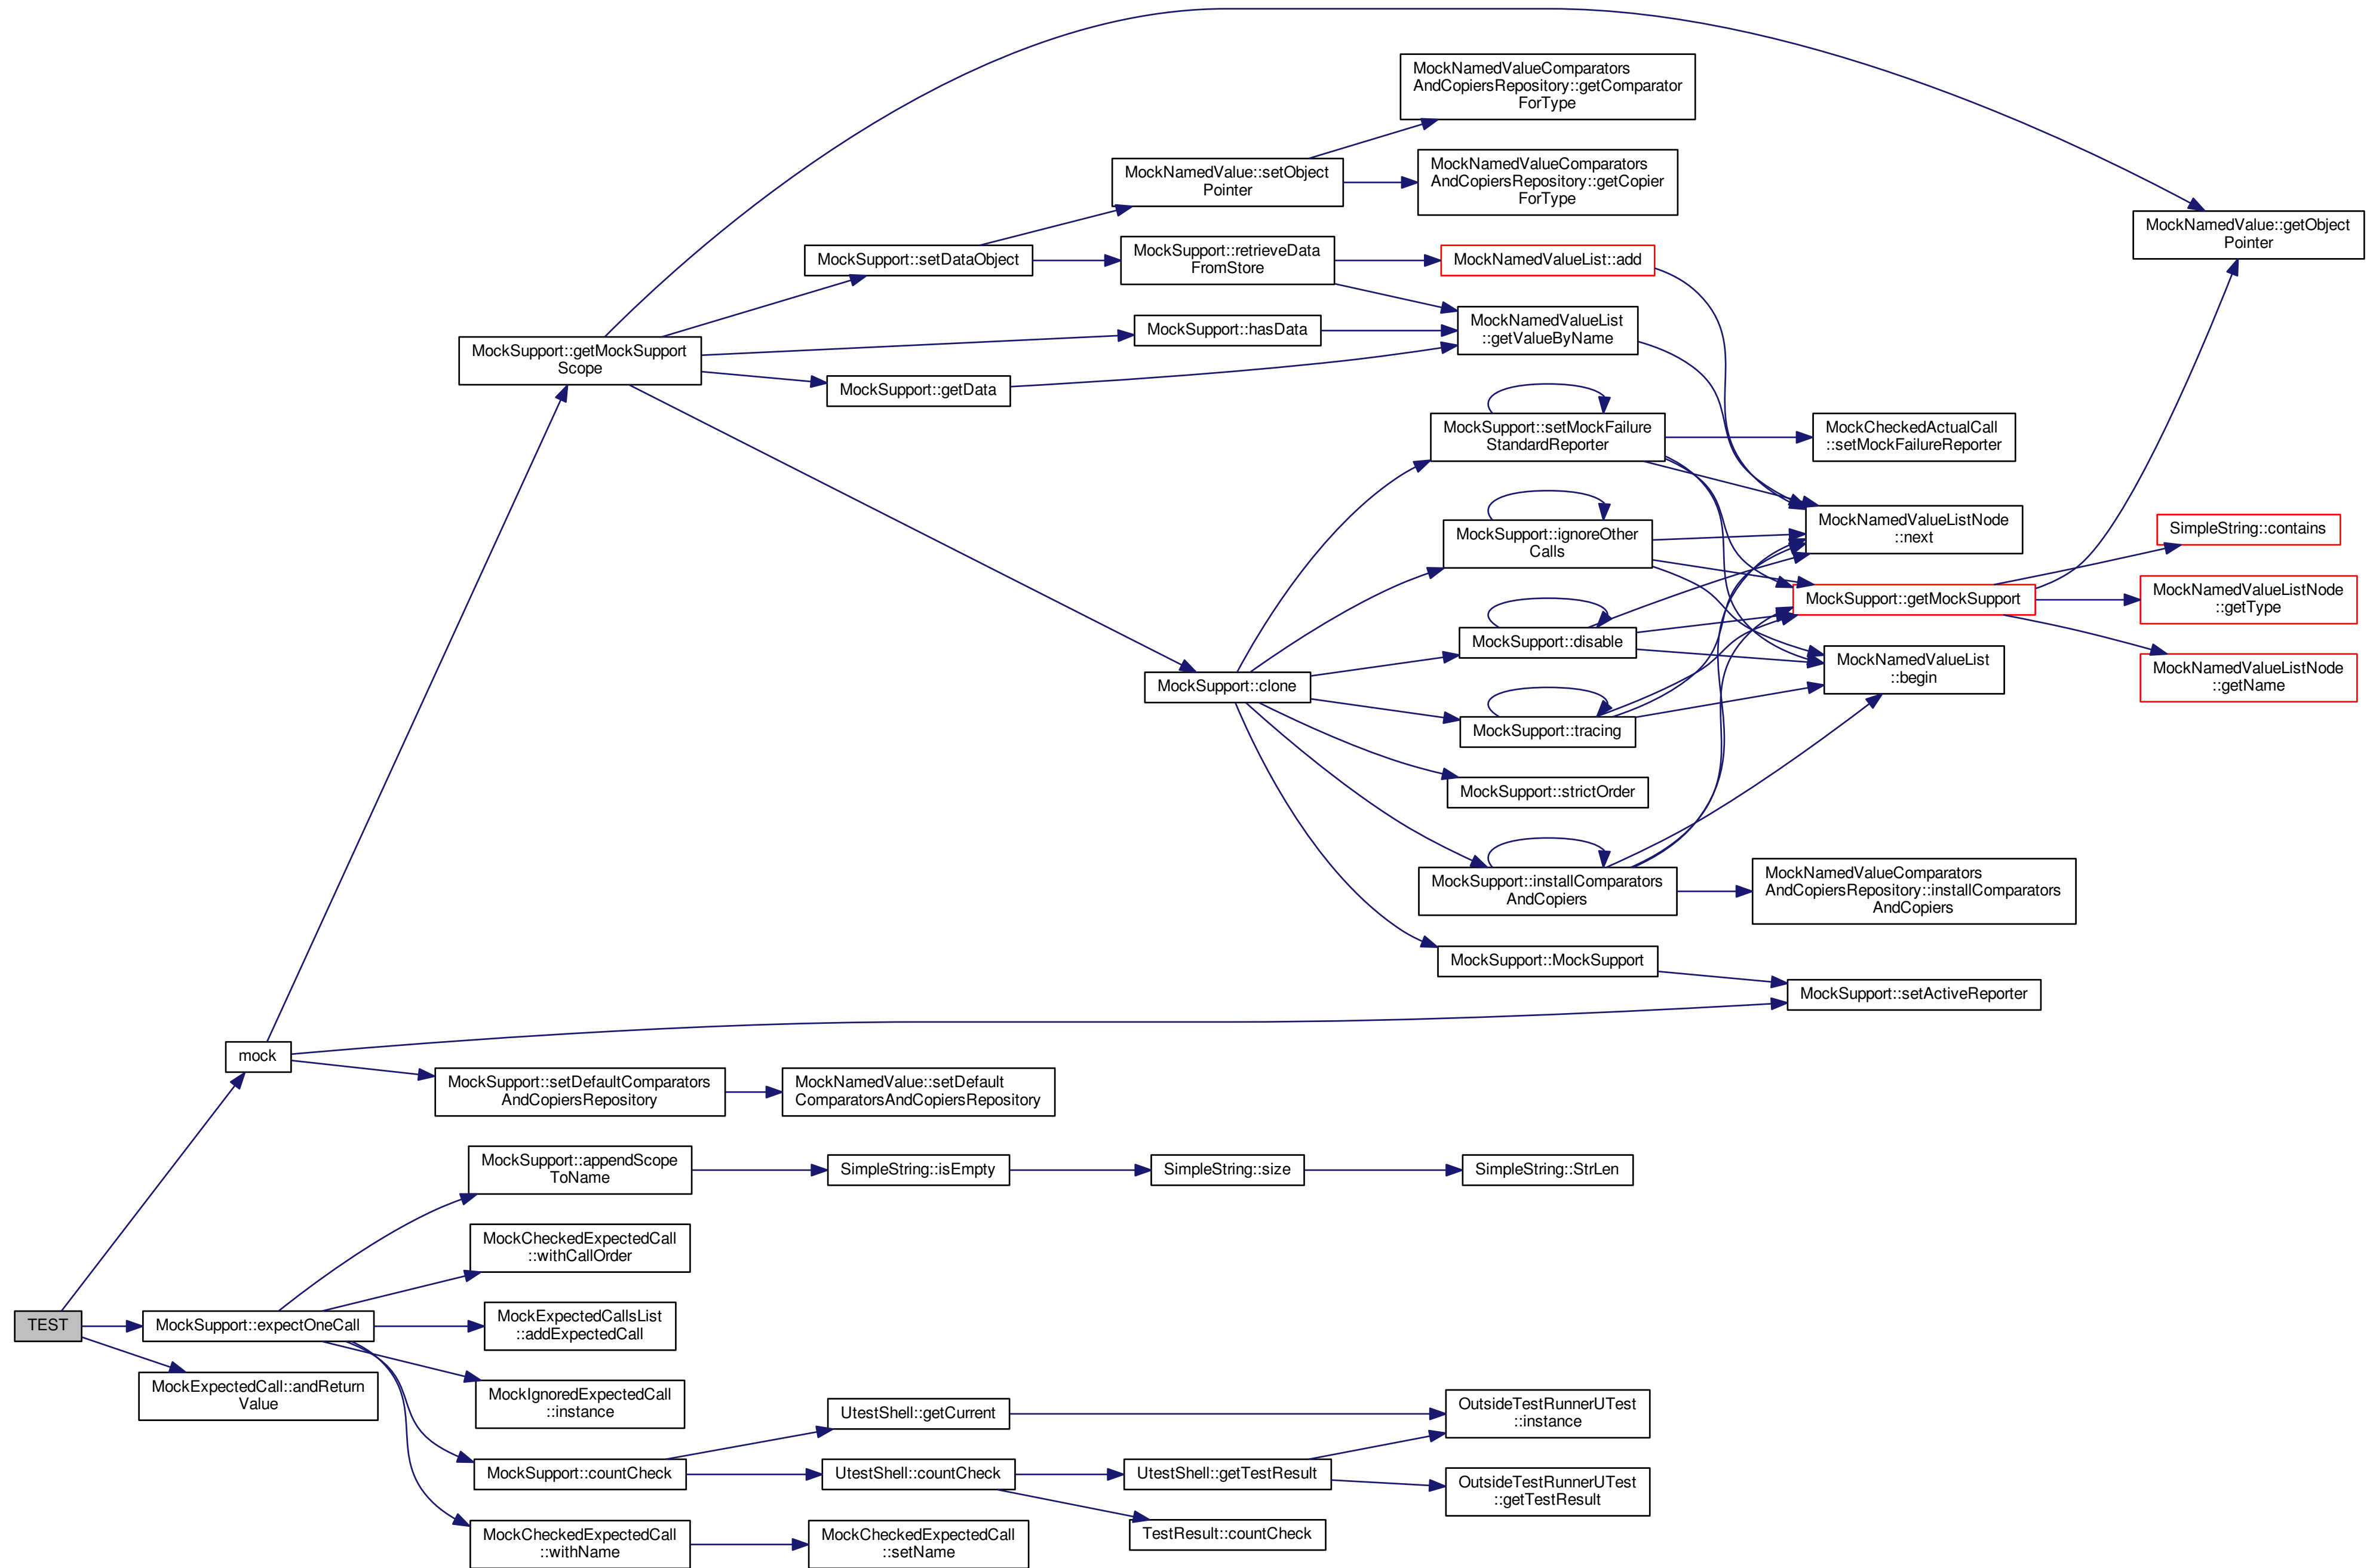 MockNamedValueComparators
AndCopiersRepository::getComparator
ForType
MockNamedValueComparators
AndCopiersRepository::getCopier
ForType
MockNamedValue::setObject
Pointer
MockNamedValue::getObject
Pointer
MockSupport::setDataObject
MockSupport::retrieveData
FromStore
MockNamedValueList::add
MockSupport::hasData
MockNamedValueList
::getValueByName
MockSupport::getMockSupport
Scope
MockSupport::getData
MockSupport::setMockFailure
StandardReporter
MockCheckedActualCall
::setMockFailureReporter
MockSupport::ignoreOther
Calls
MockNamedValueListNode
::next
SimpleString::contains
MockSupport::getMockSupport
MockNamedValueListNode
::getType
MockSupport::disable
MockNamedValueList
::begin
MockNamedValueListNode
::getName
MockSupport::clone
MockSupport::tracing
MockSupport::strictOrder
MockSupport::installComparators
AndCopiers
MockNamedValueComparators
AndCopiersRepository::installComparators
AndCopiers
MockSupport::MockSupport
MockSupport::setActiveReporter
mock
MockSupport::setDefaultComparators
AndCopiersRepository
MockNamedValue::setDefault
ComparatorsAndCopiersRepository
MockSupport::appendScope
ToName
SimpleString::isEmpty
SimpleString::size
SimpleString::StrLen
MockCheckedExpectedCall
::withCallOrder
TEST
MockSupport::expectOneCall
MockExpectedCallsList
::addExpectedCall
MockExpectedCall::andReturn
Value
MockIgnoredExpectedCall
::instance
UtestShell::getCurrent
OutsideTestRunnerUTest
::instance
MockSupport::countCheck
UtestShell::countCheck
UtestShell::getTestResult
OutsideTestRunnerUTest
::getTestResult
TestResult::countCheck
MockCheckedExpectedCall
::withName
MockCheckedExpectedCall
::setName